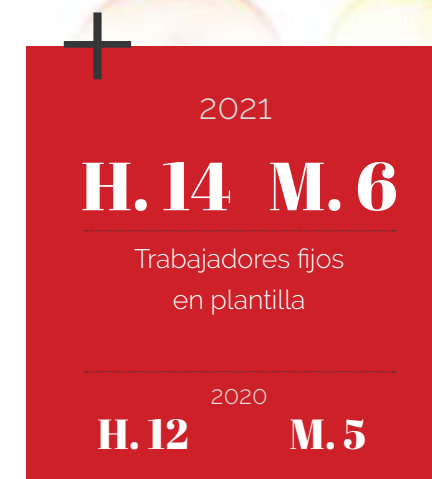 2021
H. 14 M. 6
Trabajadores fijos
en plantilla
2020
H. 12 M. 5